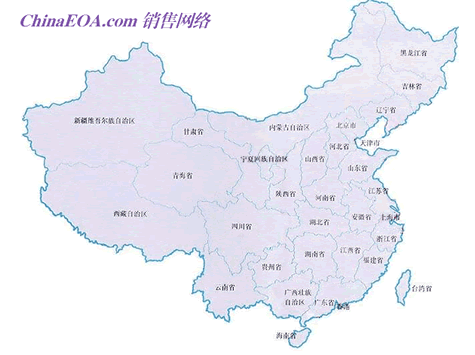 ChinaEOA.com 销售网络
黑龙江省
吉林省
辽宁省
新疆维吾尔族自治区
甘肃省
内蒙古自治区
北京市
河北省
天津市
宁夏回族自治区
山西省
山东省
青海省
陕西省
河南省
江苏省
西藏自治区
四川省
湖北省
安徽省
上海市
浙江省
湖南省
江西省
福建省
贵州省
云南省
广西壮族
自治区
广东省
香港
台湾省
海南省